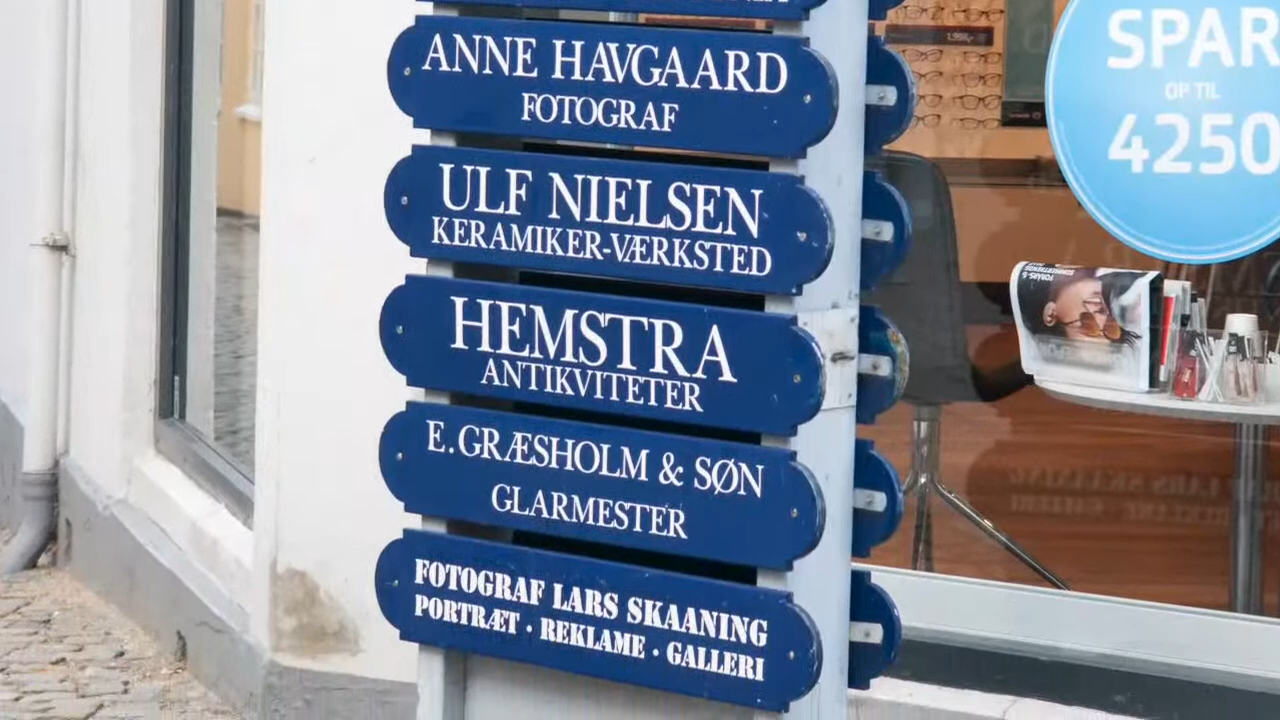 ANNE HAVGAARD
FOTOGRAF
ULF NIELSEN
KERAMIKER-VÆRKSTED
HEMSTRA
ANTIKVITETER
E. GRÆSHOLM & SØN
GLARMESTER
FOTOGRAF LARS SKAANING
PORTRÆT · REKLAME · GALLERI
SPAR
OP TIL
4250